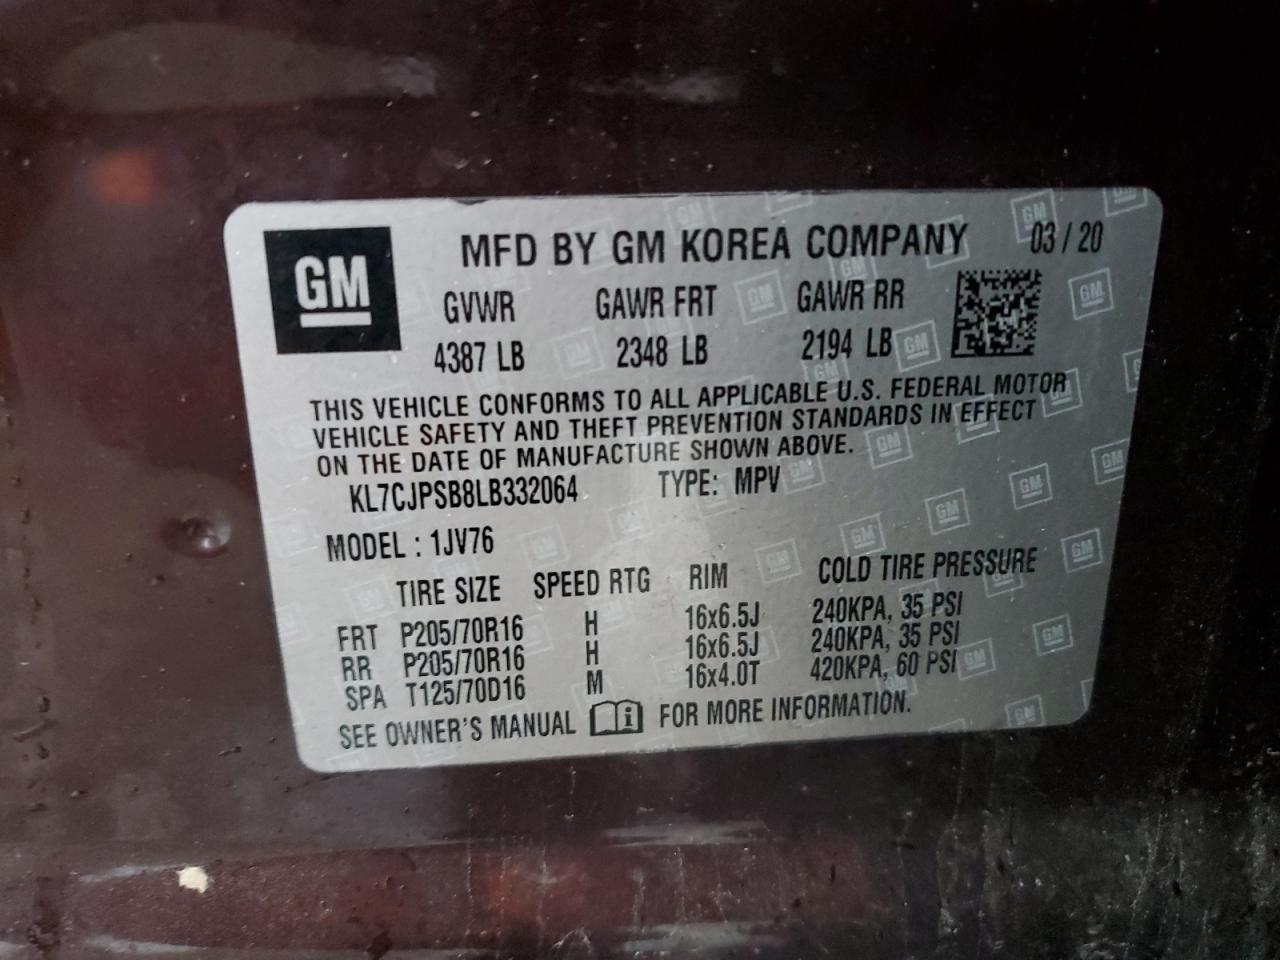 GM
MFD BY GM KOREA COMPANY 03 / 20
GVWR GAWR FRT GAWR RR
4387 LB 2348 LB 2194 LB
THIS VEHICLE CONFORMS TO ALL APPLICABLE U.S. FEDERAL MOTOR
VEHICLE SAFETY AND THEFT PREVENTION STANDARDS IN EFFECT
ON THE DATE OF MANUFACTURE SHOWN ABOVE.
KL7CJPSB8LB332064 TYPE: MPV
MODEL : 1JV76
TIRE SIZE SPEED RTG RIM COLD TIRE PRESSURE
FRT P205/70R16 H 16x6.5J 240KPA, 35 PSI
RR P205/70R16 H 16x6.5J 240KPA, 35 PSI
SPA T125/70D16 M 16x4.0T 420KPA, 60 PSI
SEE OWNER'S MANUAL i FOR MORE INFORMATION.